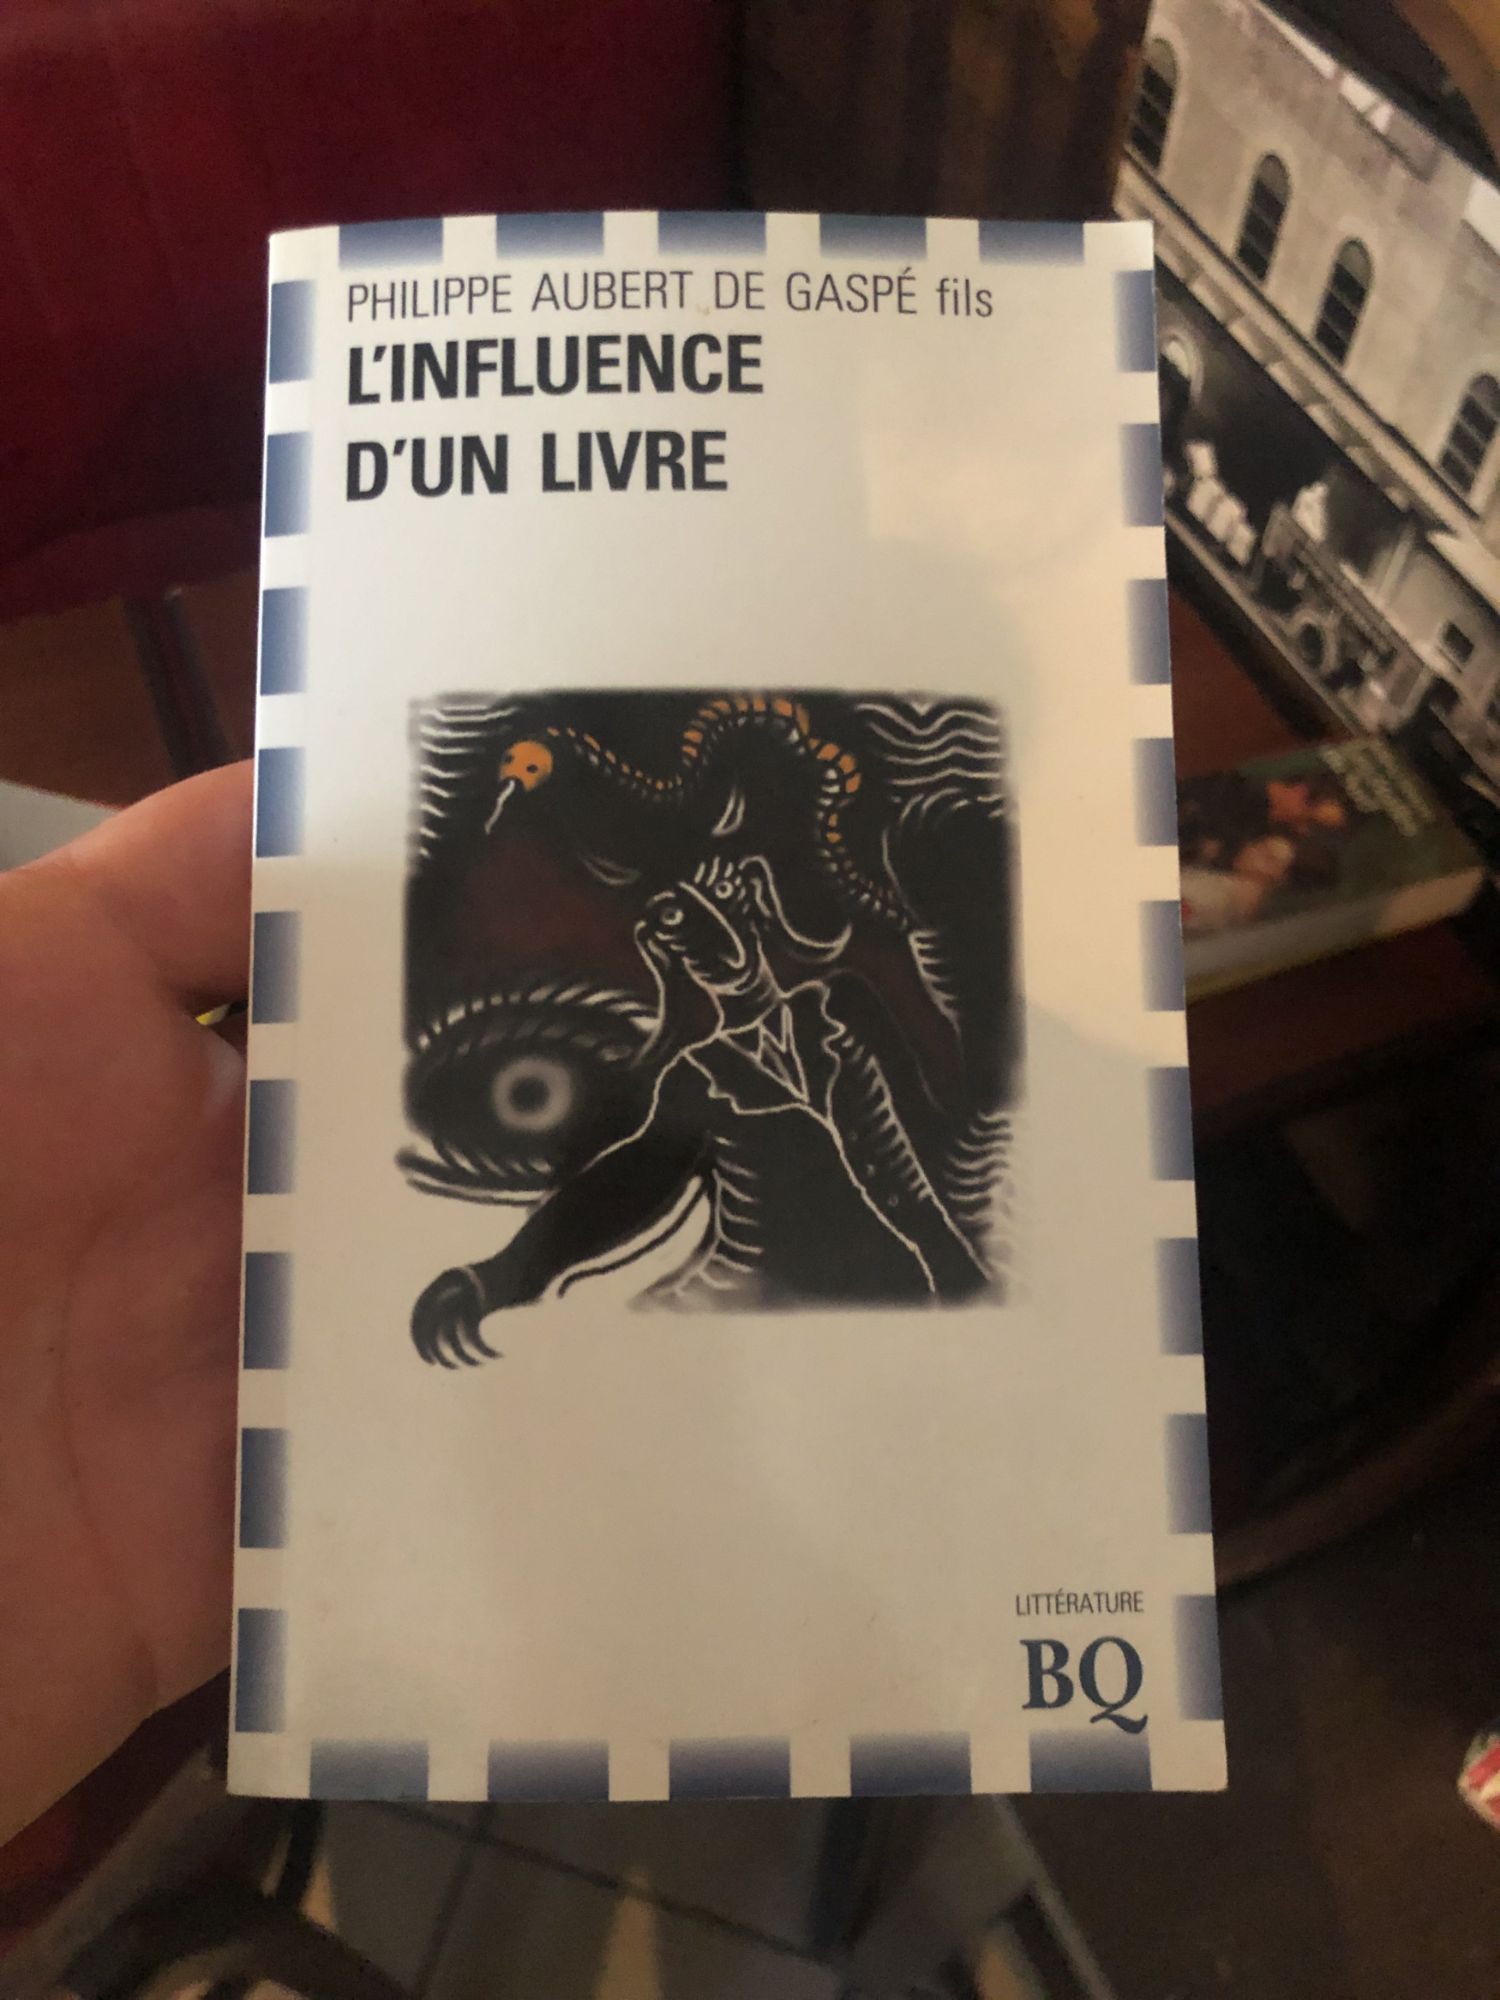 PHILIPPE AUBERT DE GASPÉ fils
L'INFLUENCE
D'UN LIVRE
LITTÉRATURE
BQ